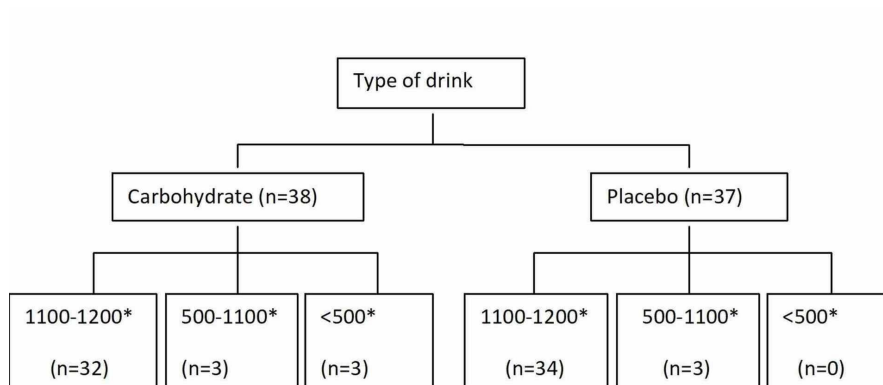 Type of drink
Carbohydrate (n=38)
Placebo (n=37)
1100-1200*
(n=32)
500-1100*
(n=3)
<500*
(n=3)
1100-1200*
(n=34)
500-1100*
(n=3)
<500*
(n=0)